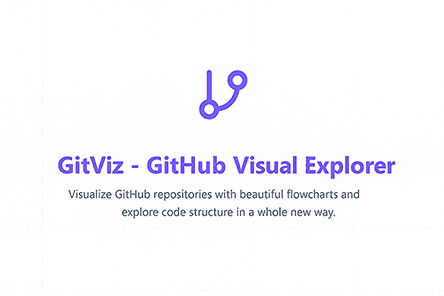 GitViz - GitHub Visual Explorer
Visualize GitHub repositories with beautiful flowcharts and
explore code structure in a whole new way.